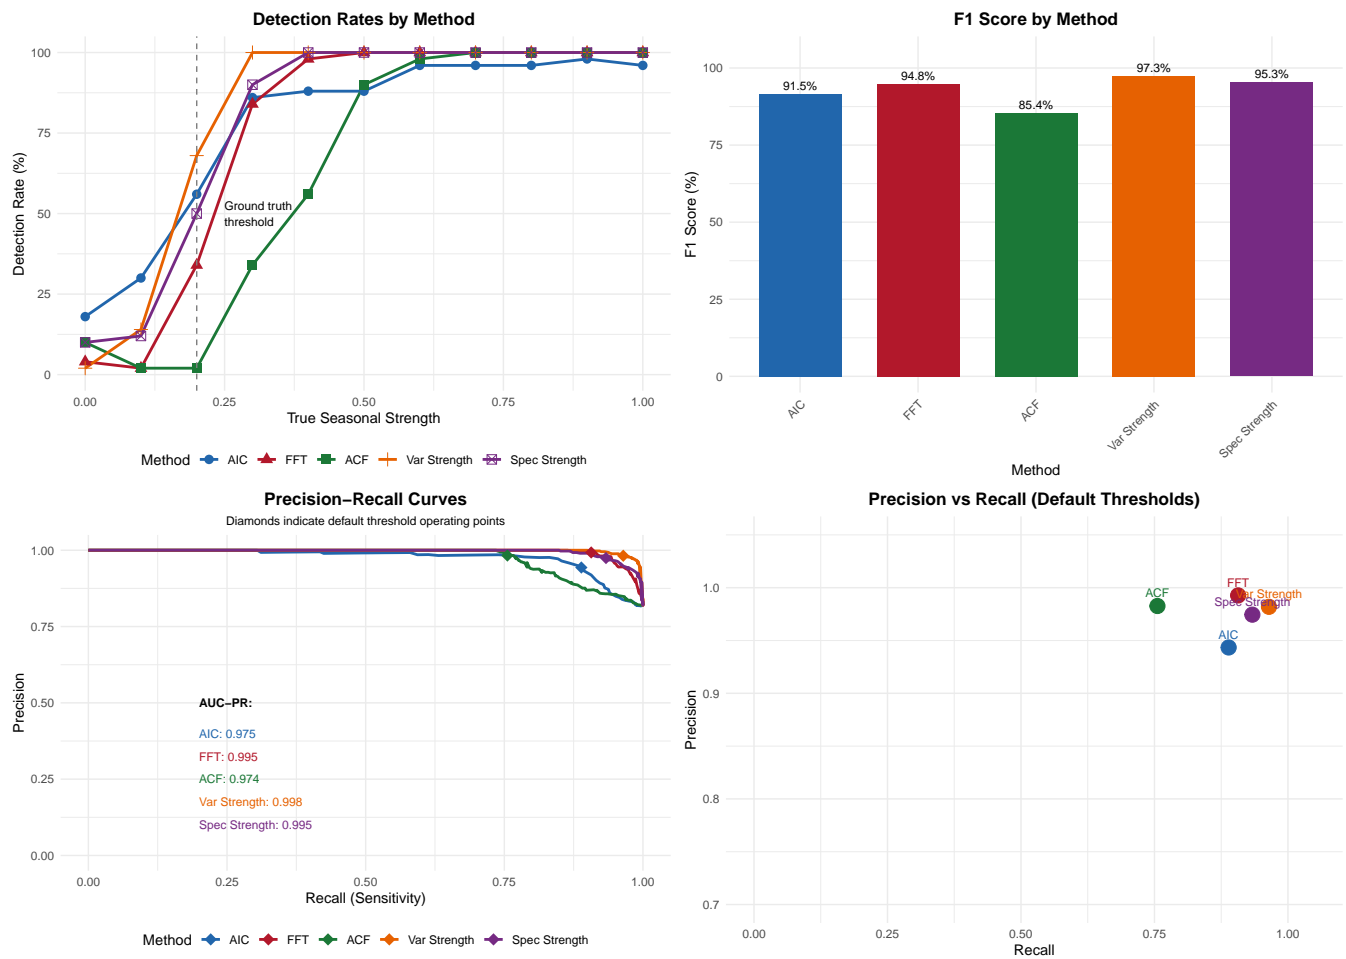 Detection Rates by Method
100
75
50
25
0
Detection Rate (%)
Ground truth
threshold
0.00 0.25 0.50 0.75 1.00
True Seasonal Strength
Method AIC FFT ACF Var Strength Spec Strength
F1 Score by Method
100
75
50
25
0
F1 Score (%)
91.5%
94.8%
85.4%
97.3%
95.3%
AIC
FFT
ACF
Var Strength
Spec Strength
Method
Precision–Recall Curves
Diamonds indicate default threshold operating points
1.00
0.75
0.50
0.25
0.00
Precision
AUC–PR:
AIC: 0.975
FFT: 0.995
ACF: 0.974
Var Strength: 0.998
Spec Strength: 0.995
0.00 0.25 0.50 0.75 1.00
Recall (Sensitivity)
Method AIC FFT ACF Var Strength Spec Strength
Precision vs Recall (Default Thresholds)
1.0
0.9
0.8
0.7
Precision
FFT
ACF
Var Strength
Spec Strength
AIC
0.00 0.25 0.50 0.75 1.00
Recall